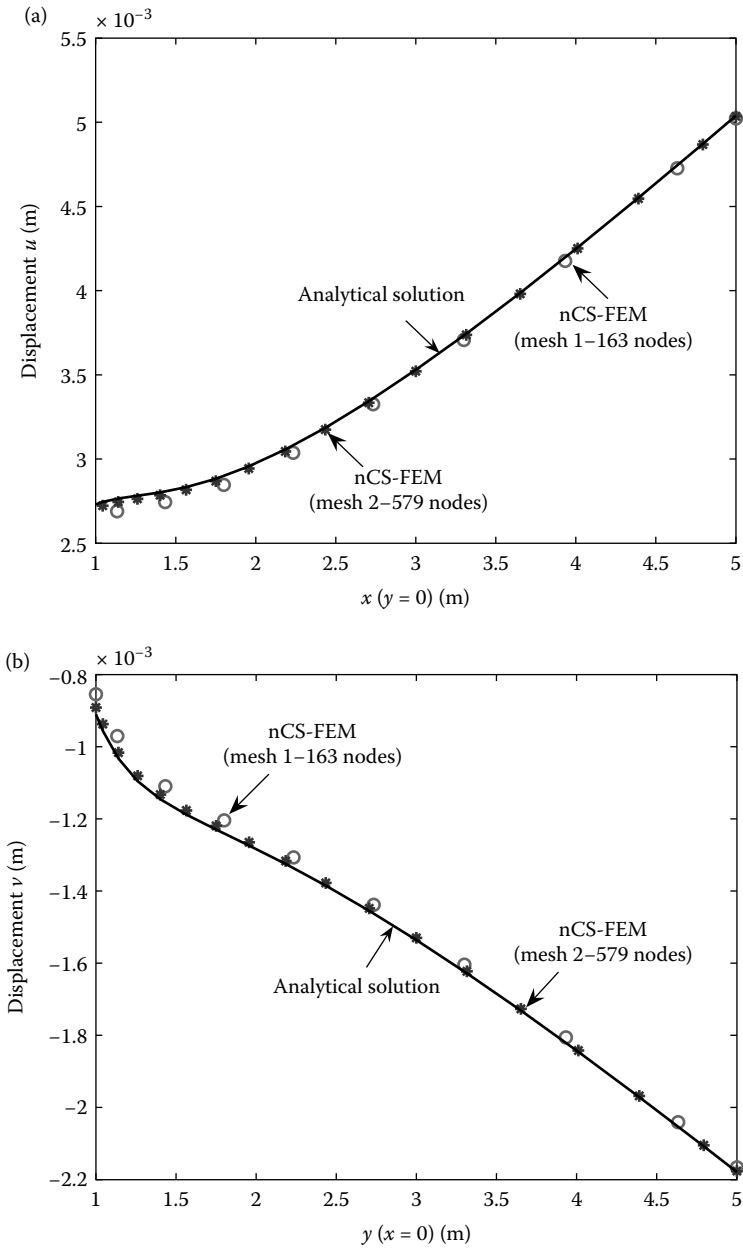 (a)
× 10⁻³
5.5
5
4.5
4
3.5
3
2.5
Displacement u (m)
Analytical solution
nCS-FEM
(mesh 1–163 nodes)
nCS-FEM
(mesh 2–579 nodes)
1 1.5 2 2.5 3 3.5 4 4.5 5
x (y = 0) (m)
(b)
× 10⁻³
−0.8
−1
−1.2
−1.4
−1.6
−1.8
−2
−2.2
Displacement v (m)
nCS-FEM
(mesh 1–163 nodes)
nCS-FEM
(mesh 2–579 nodes)
Analytical solution
1 1.5 2 2.5 3 3.5 4 4.5 5
y (x = 0) (m)